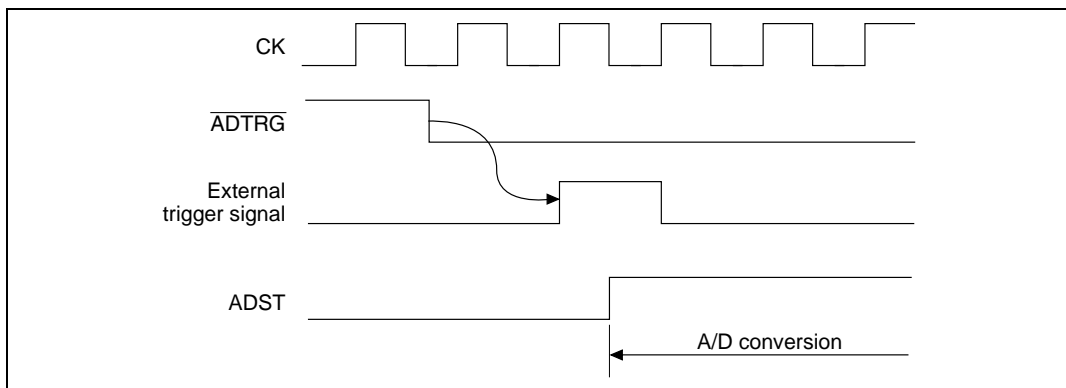 CK
ADTRG
External
trigger signal
ADST
A/D conversion